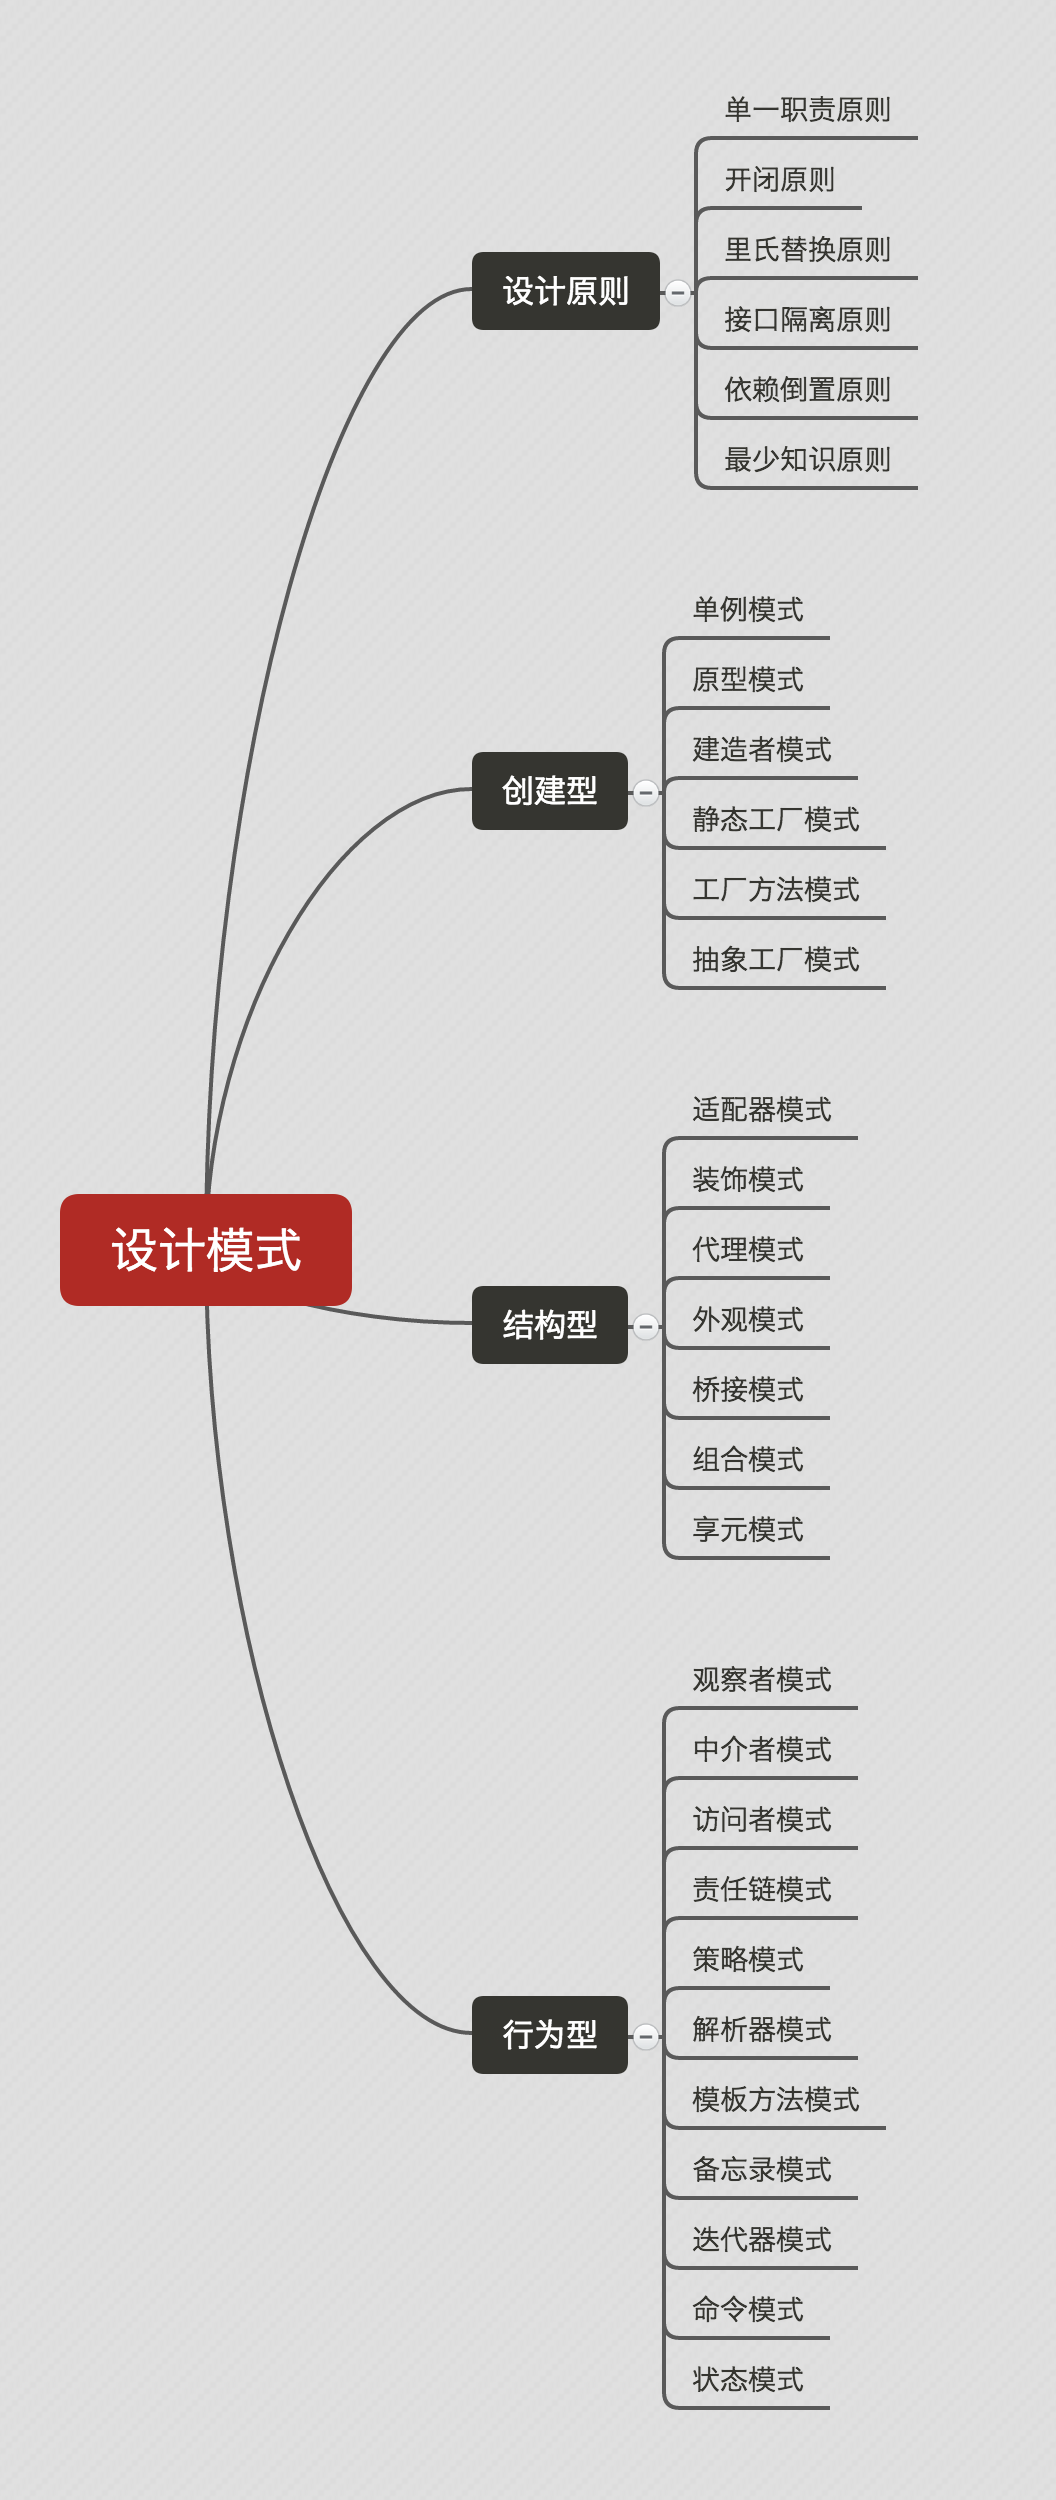 设计模式
设计原则
单一职责原则
开闭原则
里氏替换原则
接口隔离原则
依赖倒置原则
最少知识原则
创建型
单例模式
原型模式
建造者模式
静态工厂模式
工厂方法模式
抽象工厂模式
结构型
适配器模式
装饰模式
代理模式
外观模式
桥接模式
组合模式
享元模式
行为型
观察者模式
中介者模式
访问者模式
责任链模式
策略模式
解析器模式
模板方法模式
备忘录模式
迭代器模式
命令模式
状态模式